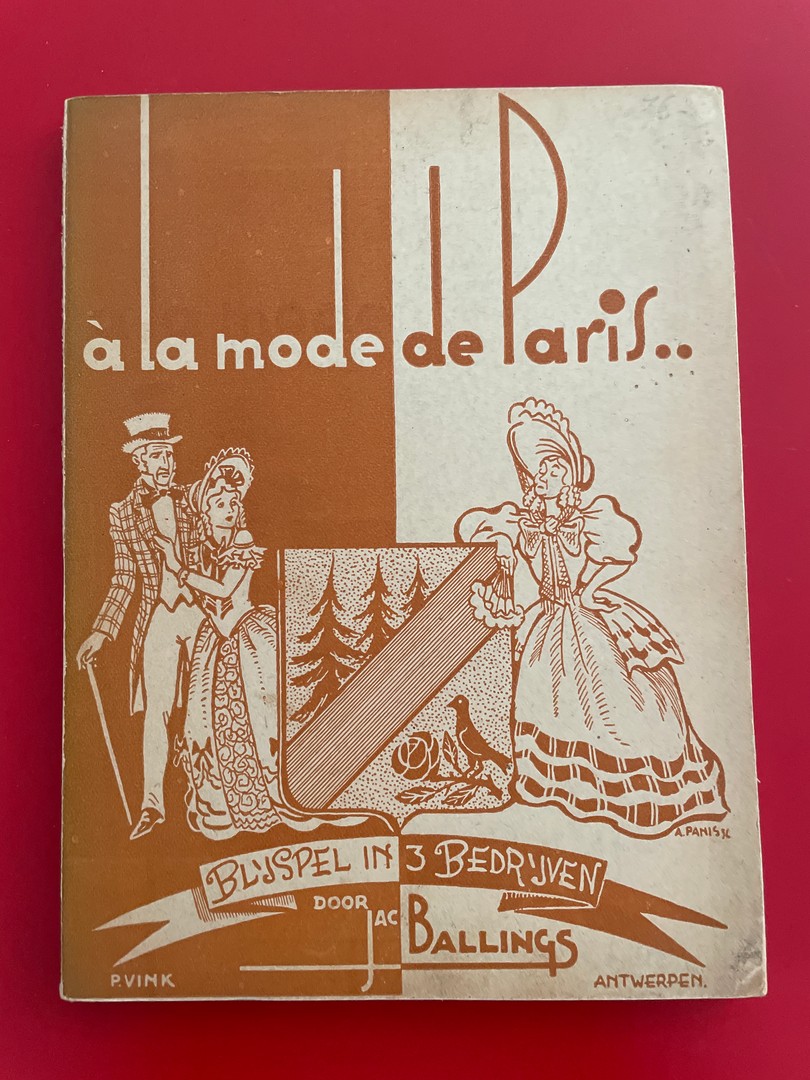 à la mode de Paris..
A. PANIS
BLIJSPEL IN 3 BEDRIJVEN
DOOR JAC BALLINGS
P. VINK
ANTWERPEN.